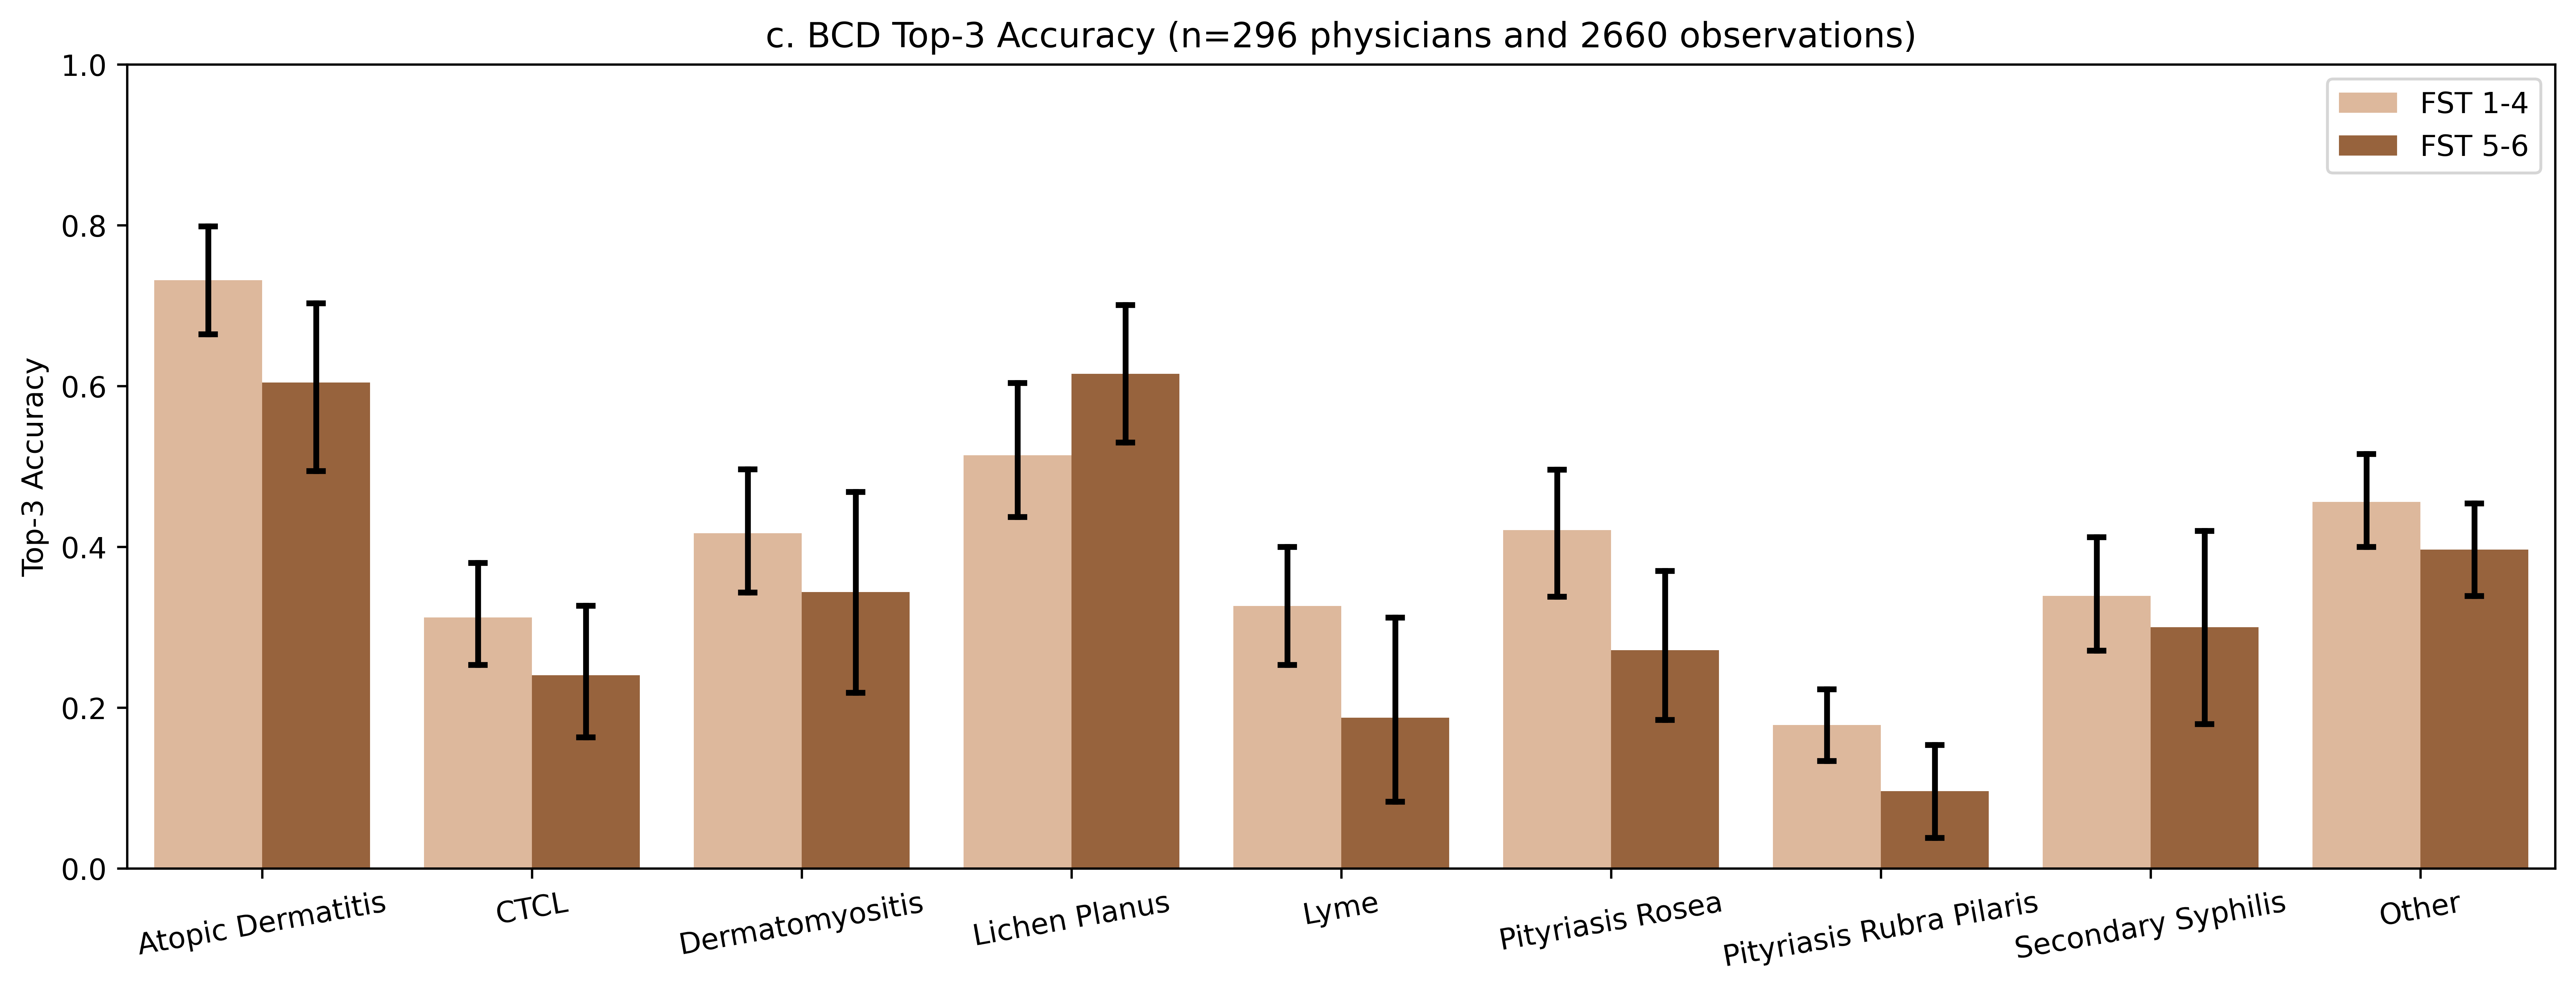 c. BCD Top-3 Accuracy (n=296 physicians and 2660 observations)
FST 1-4
FST 5-6
Top-3 Accuracy
1.0
0.8
0.6
0.4
0.2
0.0
Atopic Dermatitis
CTCL
Dermatomyositis
Lichen Planus
Lyme
Pityriasis Rosea
Pityriasis Rubra Pilaris
Secondary Syphilis
Other